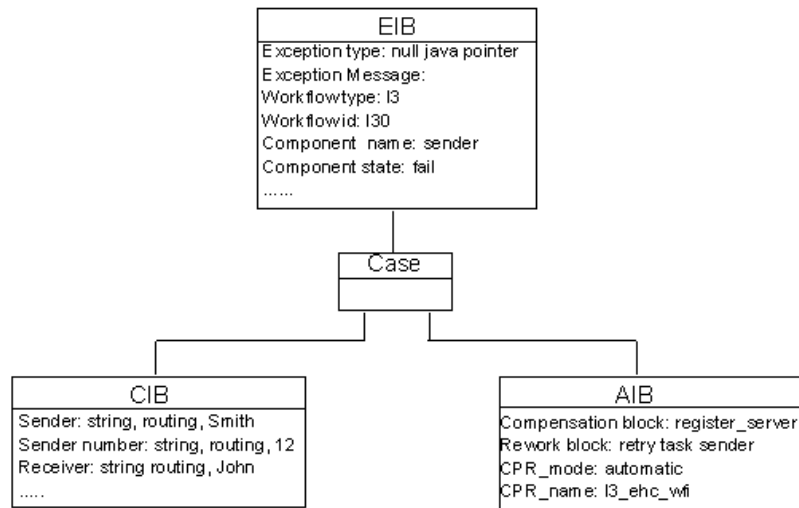 EIB
Exception type: null java pointer
Exception Message:
Workflowtype: I3
Workflowid: I30
Component name: sender
Component state: fail
......
Case
CIB
Sender: string, routing, Smith
Sender number: string, routing, 12
Receiver: string routing, John
.....
AIB
Compensation block: register_server
Rework block: retry task sender
CPR_mode: automatic
CPR_name: I3_ehc_wfi